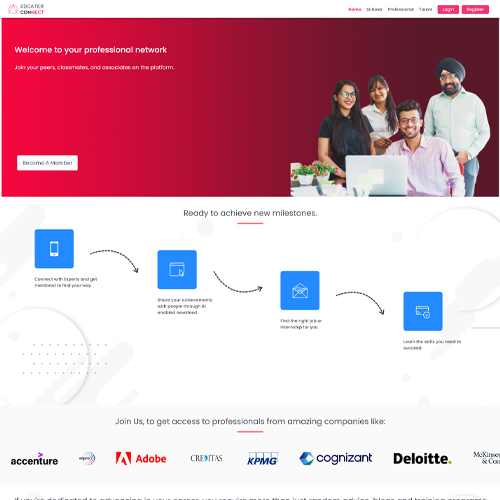 EDCATER
CONNECT
Home Scholar Professional Talent Login Register
Welcome to your professional network
Join your peers, classmates, and associates on the platform.
Become A Member
Ready to achieve new milestones.
Connect with Experts and get
mentored to find your way.
Share your achievements
with people through AI
enabled newsfeed
Find the right job or
internship for you
Learn the skills you need to
succeed
Join Us, to get access to professionals from amazing companies like:
accenture
wipro
Adobe
CREDITAS
KPMG
cognizant
Deloitte.
McKinsey
& Con